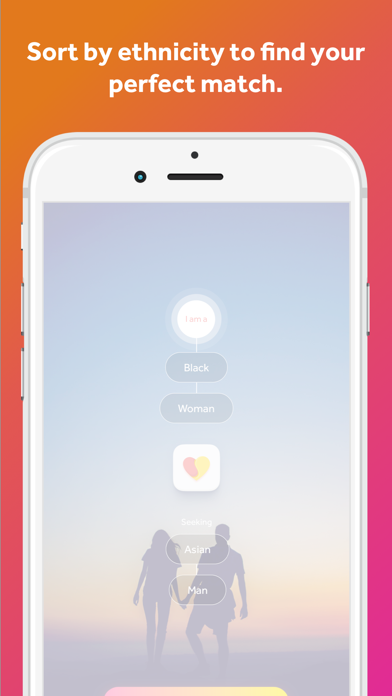 Sort by ethnicity to find your
perfect match.
I am a
Black
Woman
Seeking
Asian
Man